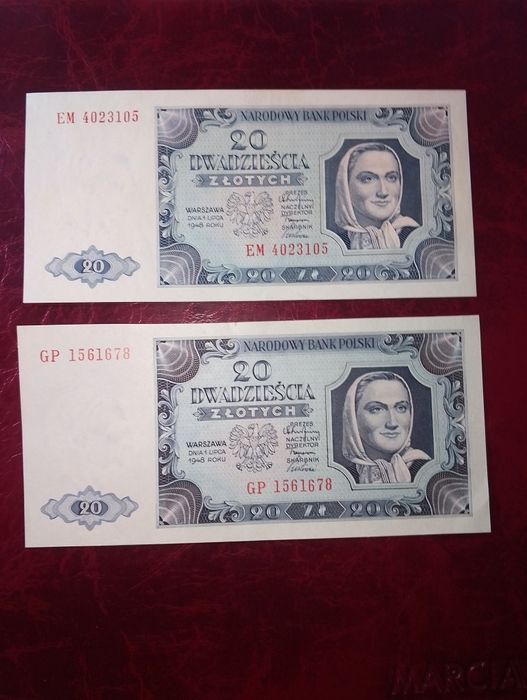 EM 4023105
NARODOWY BANK POLSKI
20
DWADZIEŚCIA
ZŁOTYCH
WARSZAWA
DNIA 1 LIPCA
1948 ROKU
PREZES
NACZELNY
DYREKTOR
SKARBNIK
EM 4023105
20
20 ZŁ 20
GP 1561678
NARODOWY BANK POLSKI
20
DWADZIEŚCIA
ZŁOTYCH
WARSZAWA
DNIA 1 LIPCA
1948 ROKU
PREZES
NACZELNY
DYREKTOR
SKARBNIK
GP 1561678
20
20 ZŁ 20
MARCIA